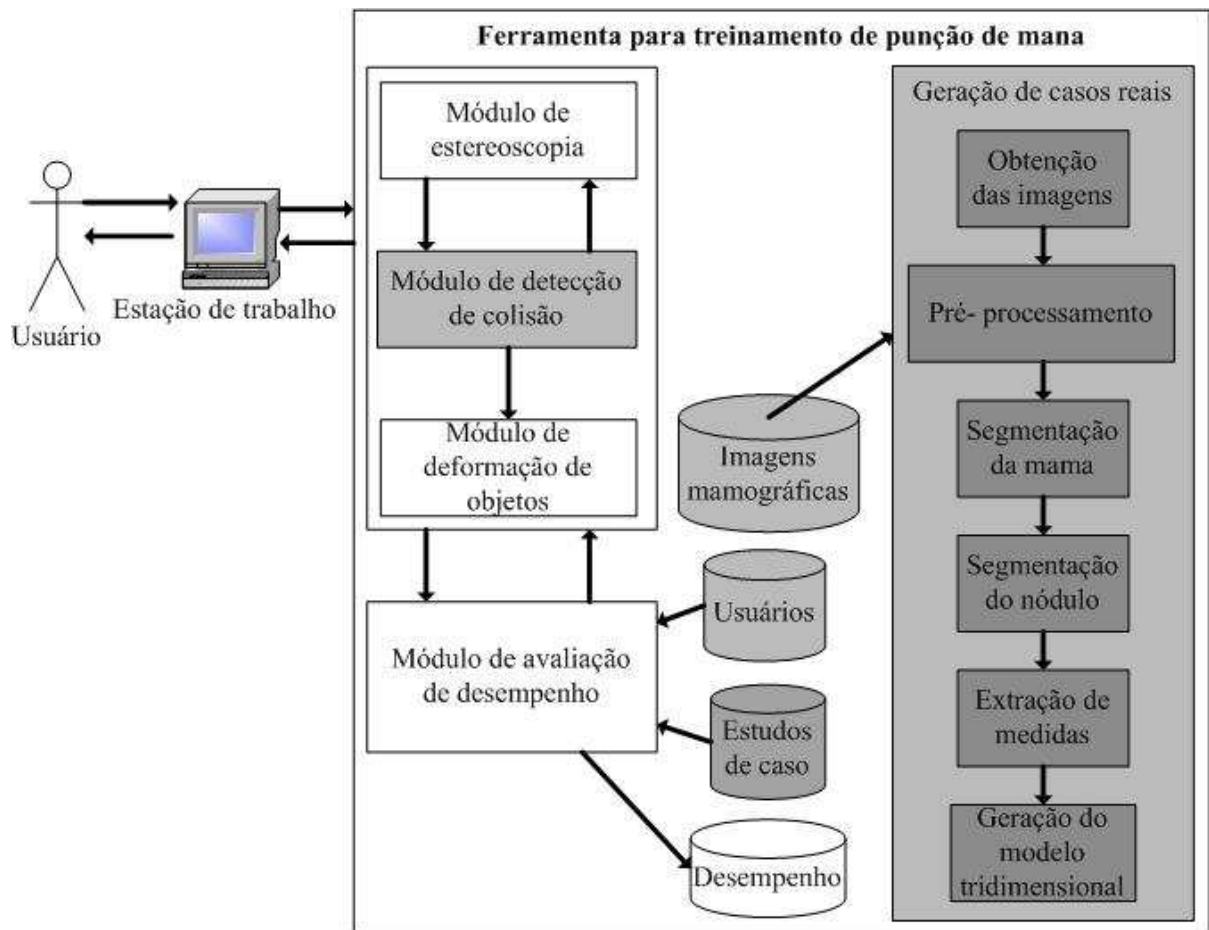 Ferramenta para treinamento de punção de mana
Módulo de
estereoscopia
Módulo de detecção
de colisão
Módulo de
deformação de
objetos
Módulo de avaliação
de desempenho
Usuário
Estação de trabalho
Imagens
mamográficas
Usuários
Estudos
de caso
Desempenho
Geração de casos reais
Obtenção
das imagens
Pré- processamento
Segmentação
da mama
Segmentação
do nódulo
Extração de
medidas
Geração do
modelo
tridimensional